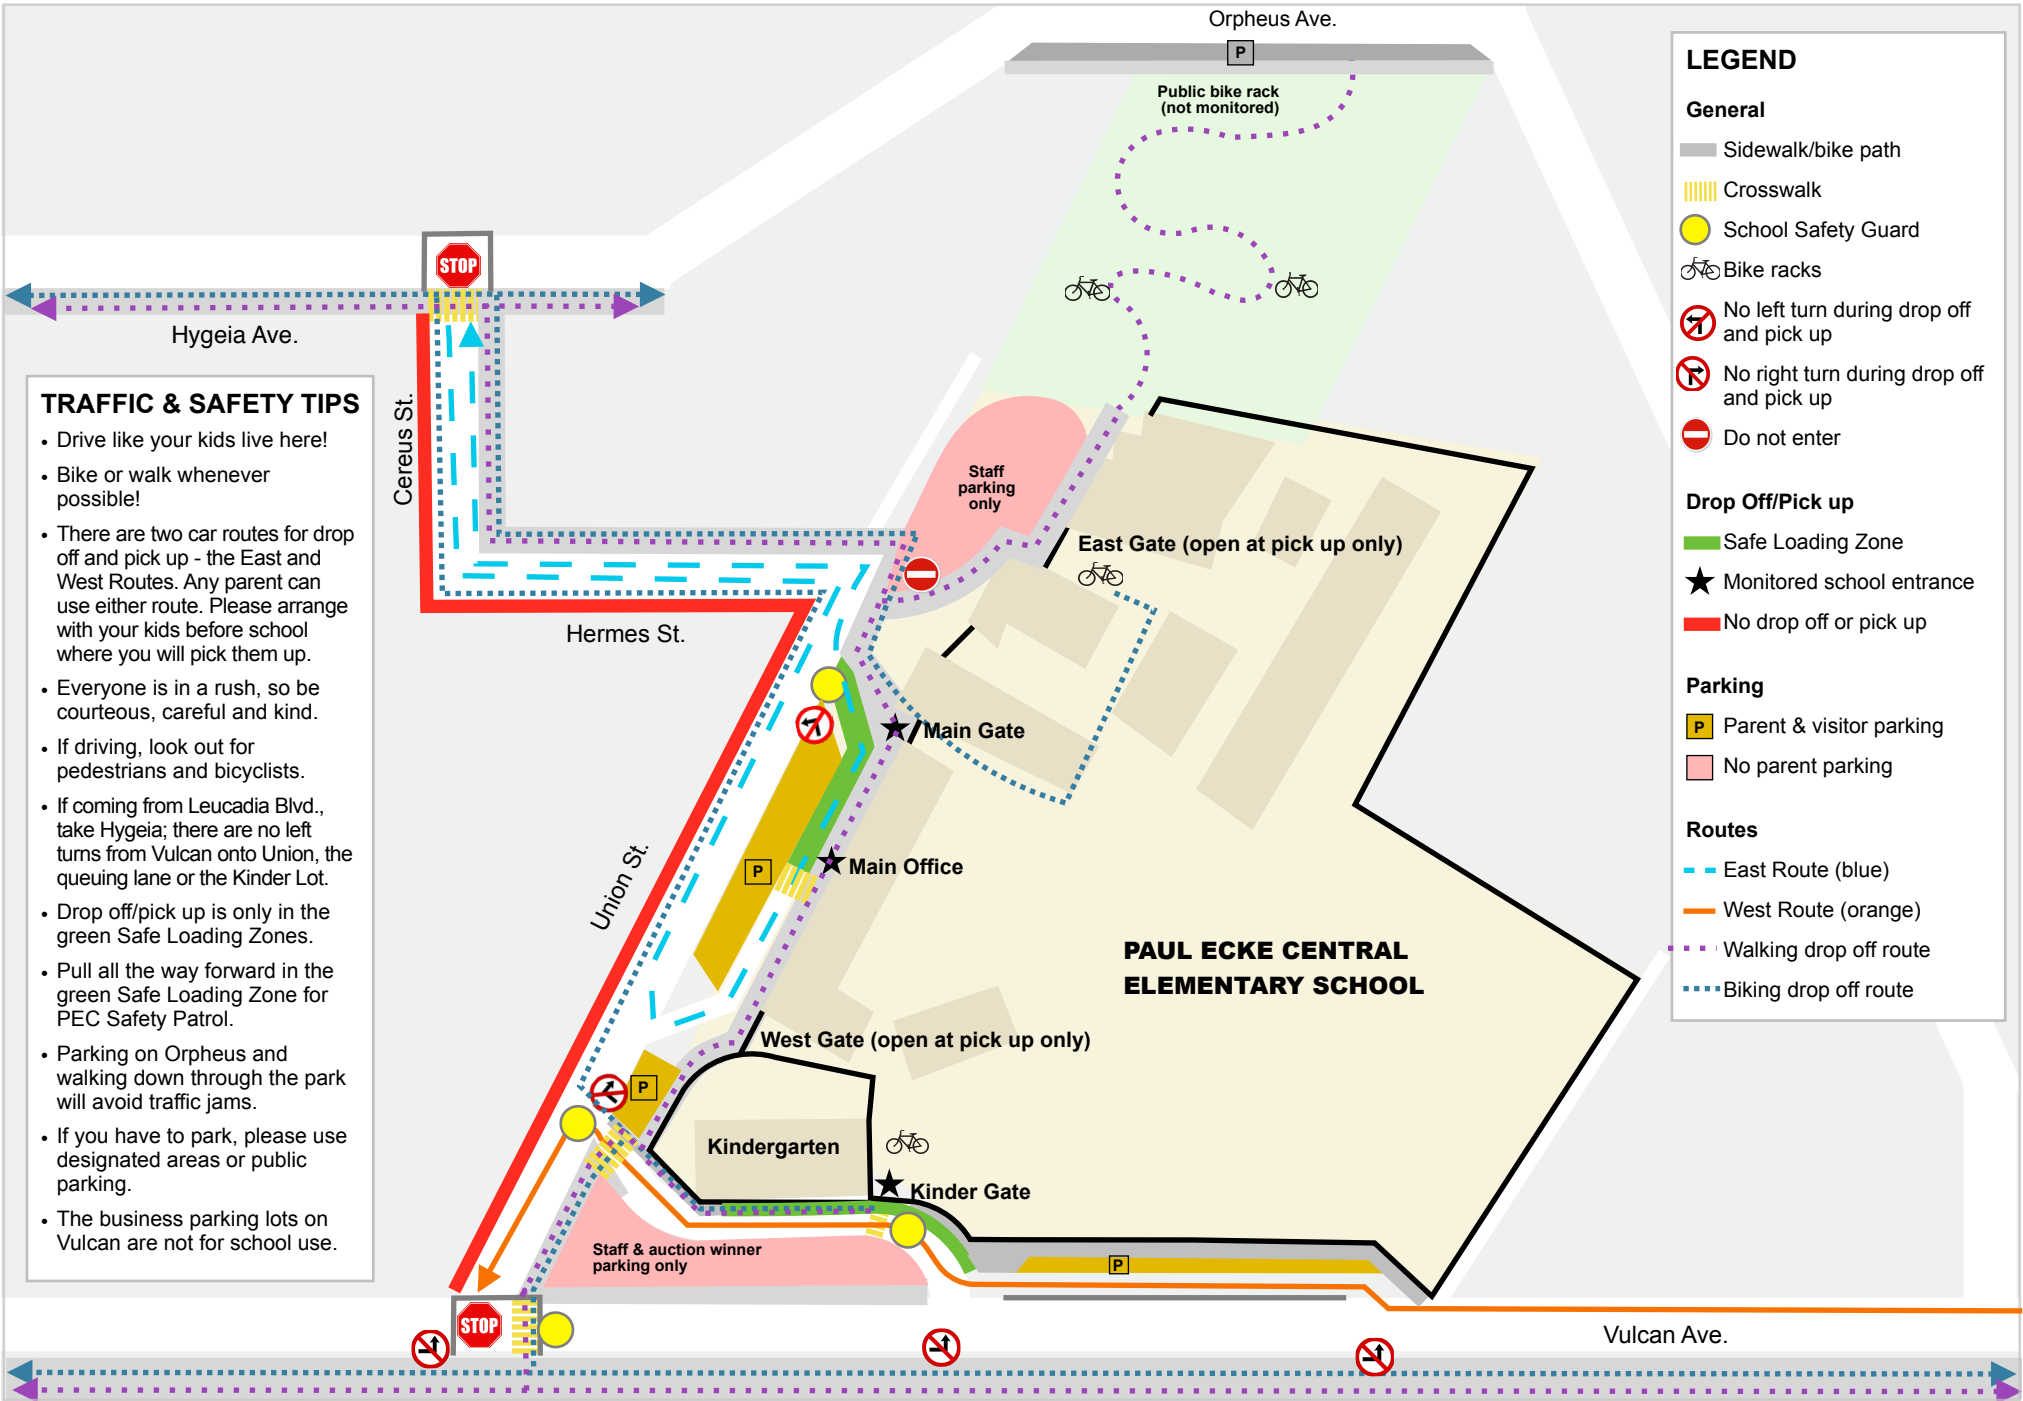 Orpheus Ave.
P
Public bike rack
(not monitored)
STOP
Hygeia Ave.
TRAFFIC & SAFETY TIPS
• Drive like your kids live here!
• Bike or walk whenever
possible!
• There are two car routes for drop
off and pick up - the East and
West Routes. Any parent can
use either route. Please arrange
with your kids before school
where you will pick them up.
• Everyone is in a rush, so be
courteous, careful and kind.
• If driving, look out for
pedestrians and bicyclists.
• If coming from Leucadia Blvd.,
take Hygeia; there are no left
turns from Vulcan onto Union, the
queuing lane or the Kinder Lot.
• Drop off/pick up is only in the
green Safe Loading Zones.
• Pull all the way forward in the
green Safe Loading Zone for
PEC Safety Patrol.
• Parking on Orpheus and
walking down through the park
will avoid traffic jams.
• If you have to park, please use
designated areas or public
parking.
• The business parking lots on
Vulcan are not for school use.
Cereus St.
Staff
parking
only
East Gate (open at pick up only)
Hermes St.
Main Gate
Union St.
P
Main Office
PAUL ECKE CENTRAL
ELEMENTARY SCHOOL
West Gate (open at pick up only)
P
Kindergarten
Kinder Gate
Staff & auction winner
parking only
P
STOP
Vulcan Ave.
LEGEND
General
Sidewalk/bike path
Crosswalk
School Safety Guard
Bike racks
No left turn during drop off
and pick up
No right turn during drop off
and pick up
Do not enter
Drop Off/Pick up
Safe Loading Zone
Monitored school entrance
No drop off or pick up
Parking
P Parent & visitor parking
No parent parking
Routes
East Route (blue)
West Route (orange)
Walking drop off route
Biking drop off route